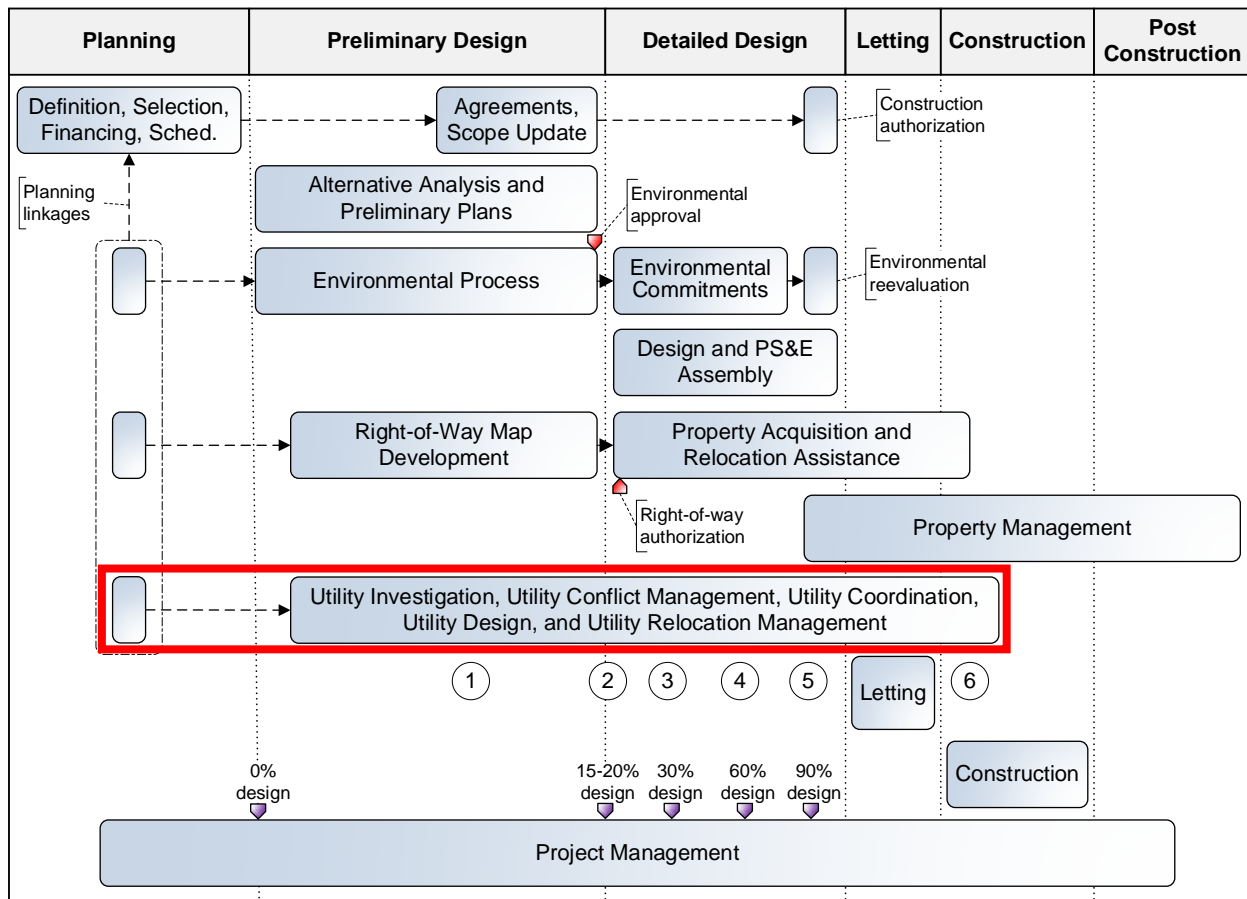 Planning
Preliminary Design
Detailed Design
Letting
Construction
Post
Construction
Definition, Selection,
Financing, Sched.
Agreements,
Scope Update
Construction
authorization
Planning
linkages
Alternative Analysis and
Preliminary Plans
Environmental
approval
Environmental Process
Environmental
Commitments
Environmental
reevaluation
Design and PS&E
Assembly
Right-of-Way Map
Development
Property Acquisition and
Relocation Assistance
Right-of-way
authorization
Property Management
Utility Investigation, Utility Conflict Management, Utility Coordination,
Utility Design, and Utility Relocation Management
1
2
3
4
5
Letting
6
0%
design
15-20%
design
30%
design
60%
design
90%
design
Construction
Project Management